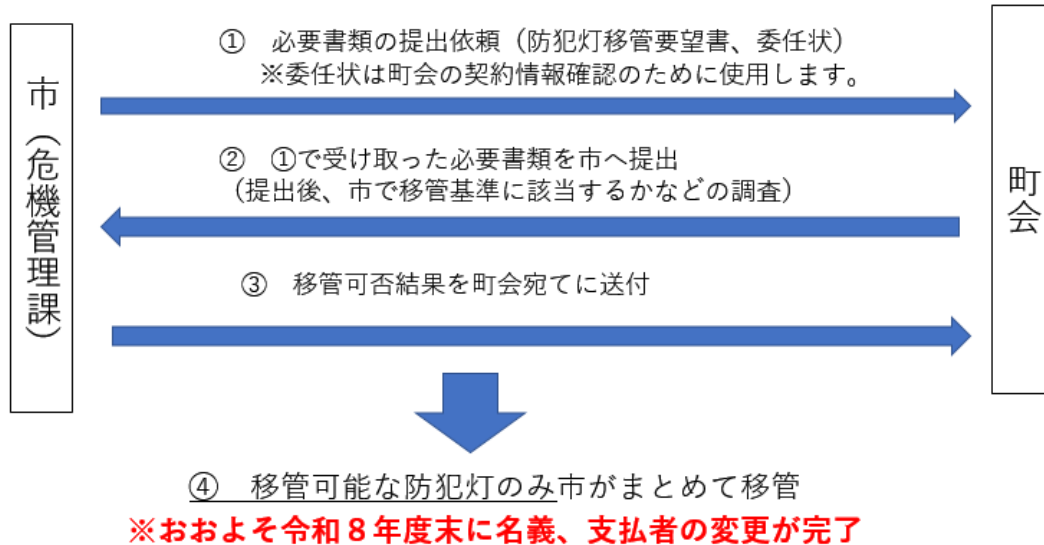 市（危機管理課）
① 必要書類の提出依頼（防犯灯移管要望書、委任状）
※委任状は町会の契約情報確認のために使用します。
② ①で受け取った必要書類を市へ提出
（提出後、市で移管基準に該当するかなどの調査）
③ 移管可否結果を町会宛てに送付
町会
④ 移管可能な防犯灯のみ市がまとめて移管
※おおよそ令和８年度末に名義、支払者の変更が完了